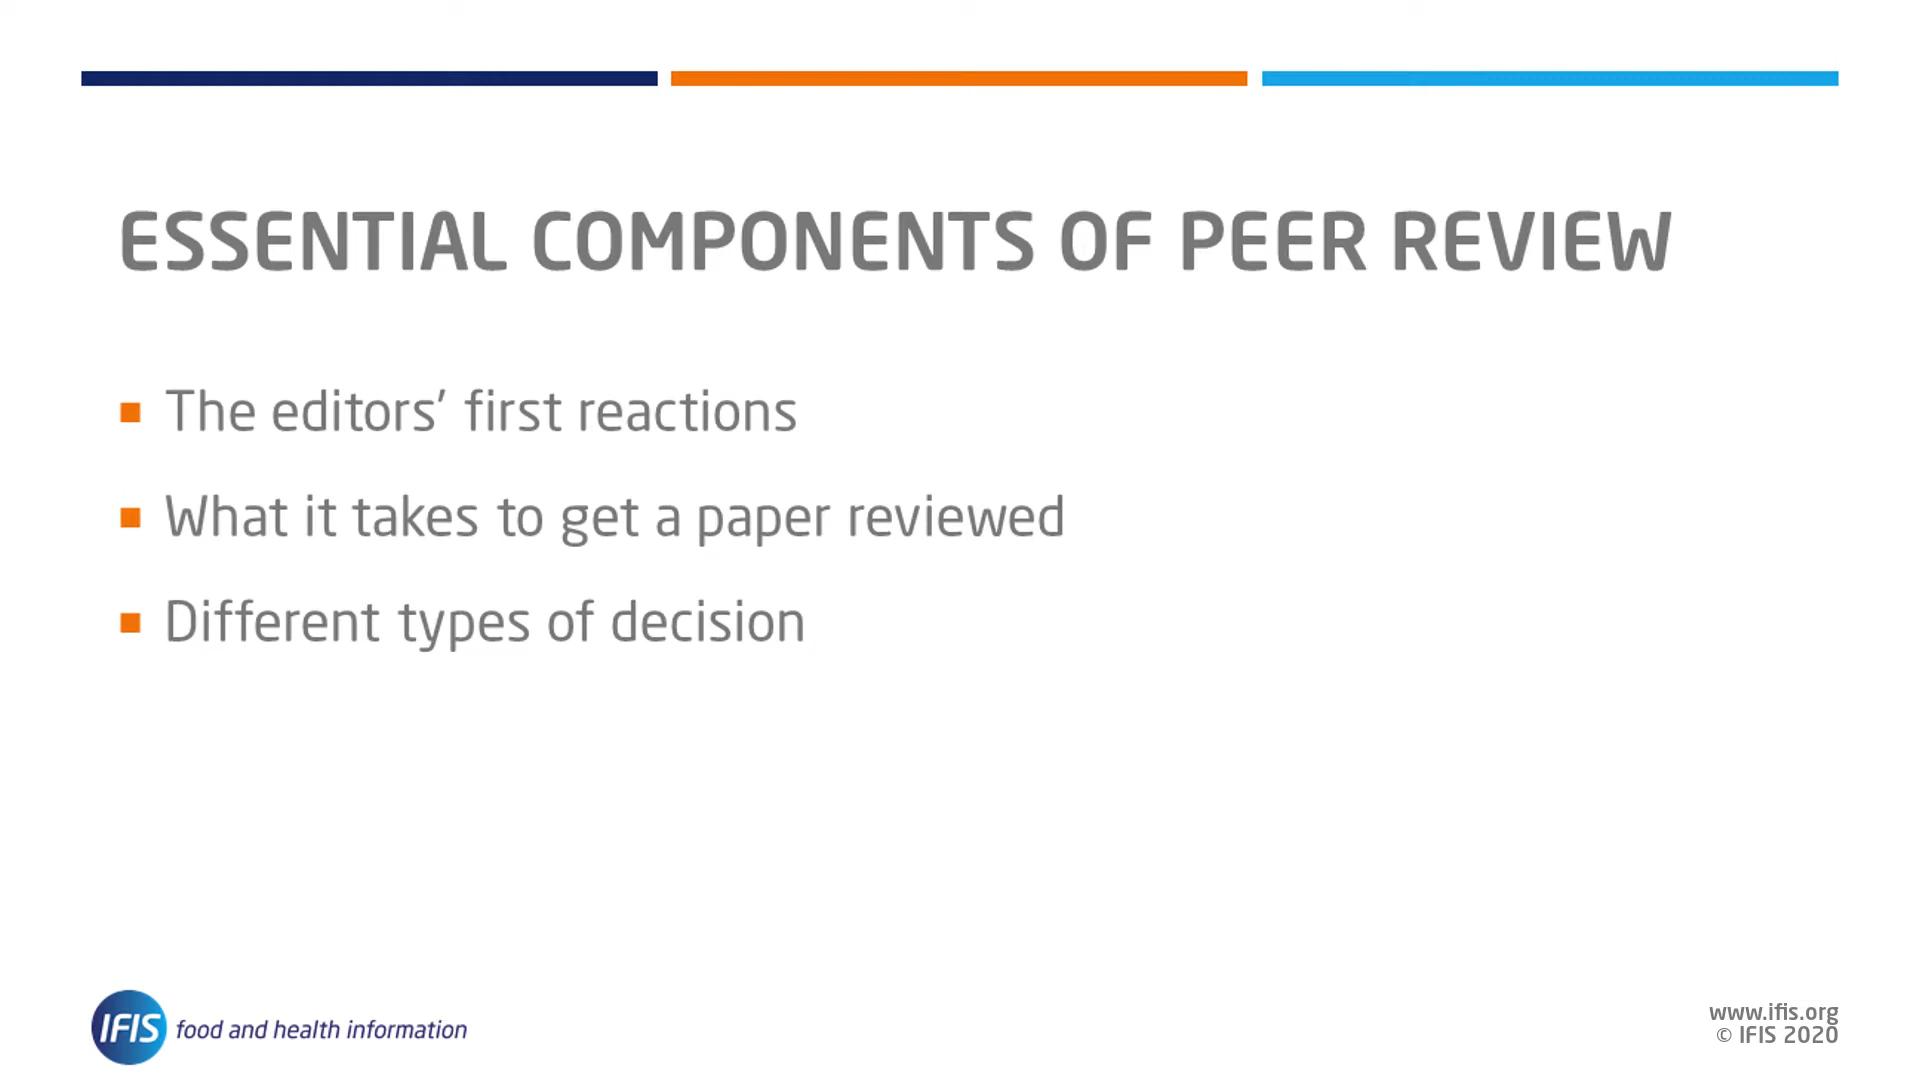 ESSENTIAL COMPONENTS OF PEER REVIEW
The editors’ first reactions
What it takes to get a paper reviewed
Different types of decision
IFIS food and health information
www.ifis.org
© IFIS 2020